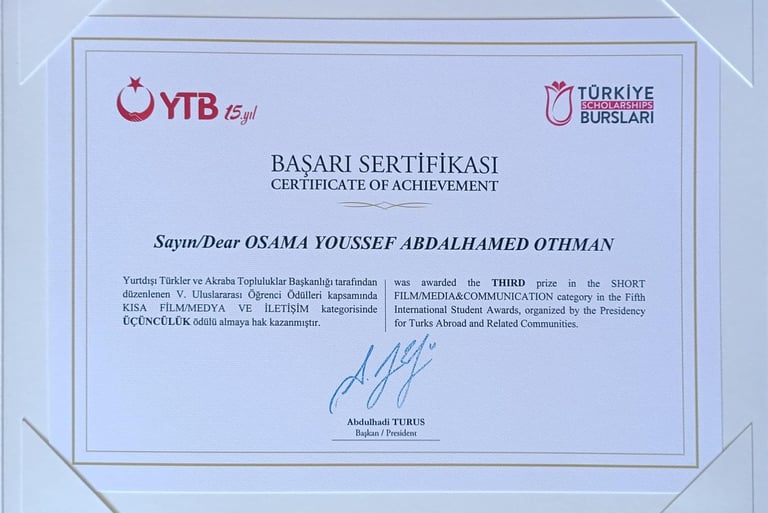 YTB 15.yıl
TÜRKİYE
SCHOLARSHIPS
BURSLARI
BAŞARI SERTİFİKASI
CERTIFICATE OF ACHIEVEMENT
Sayın/Dear OSAMA YOUSSEF ABDALHAMED OTHMAN
Yurtdışı Türkler ve Akraba Topluluklar Başkanlığı tarafından
düzenlenen V. Uluslararası Öğrenci Ödülleri kapsamında
KISA FİLM/MEDYA VE İLETİŞİM kategorisinde
ÜÇÜNCÜLÜK ödülü almaya hak kazanmıştır.
was awarded the THIRD prize in the SHORT
FILM/MEDIA&COMMUNICATION category in the Fifth
International Student Awards, organized by the Presidency
for Turks Abroad and Related Communities.
Abdulhadi TURUS
Başkan / President